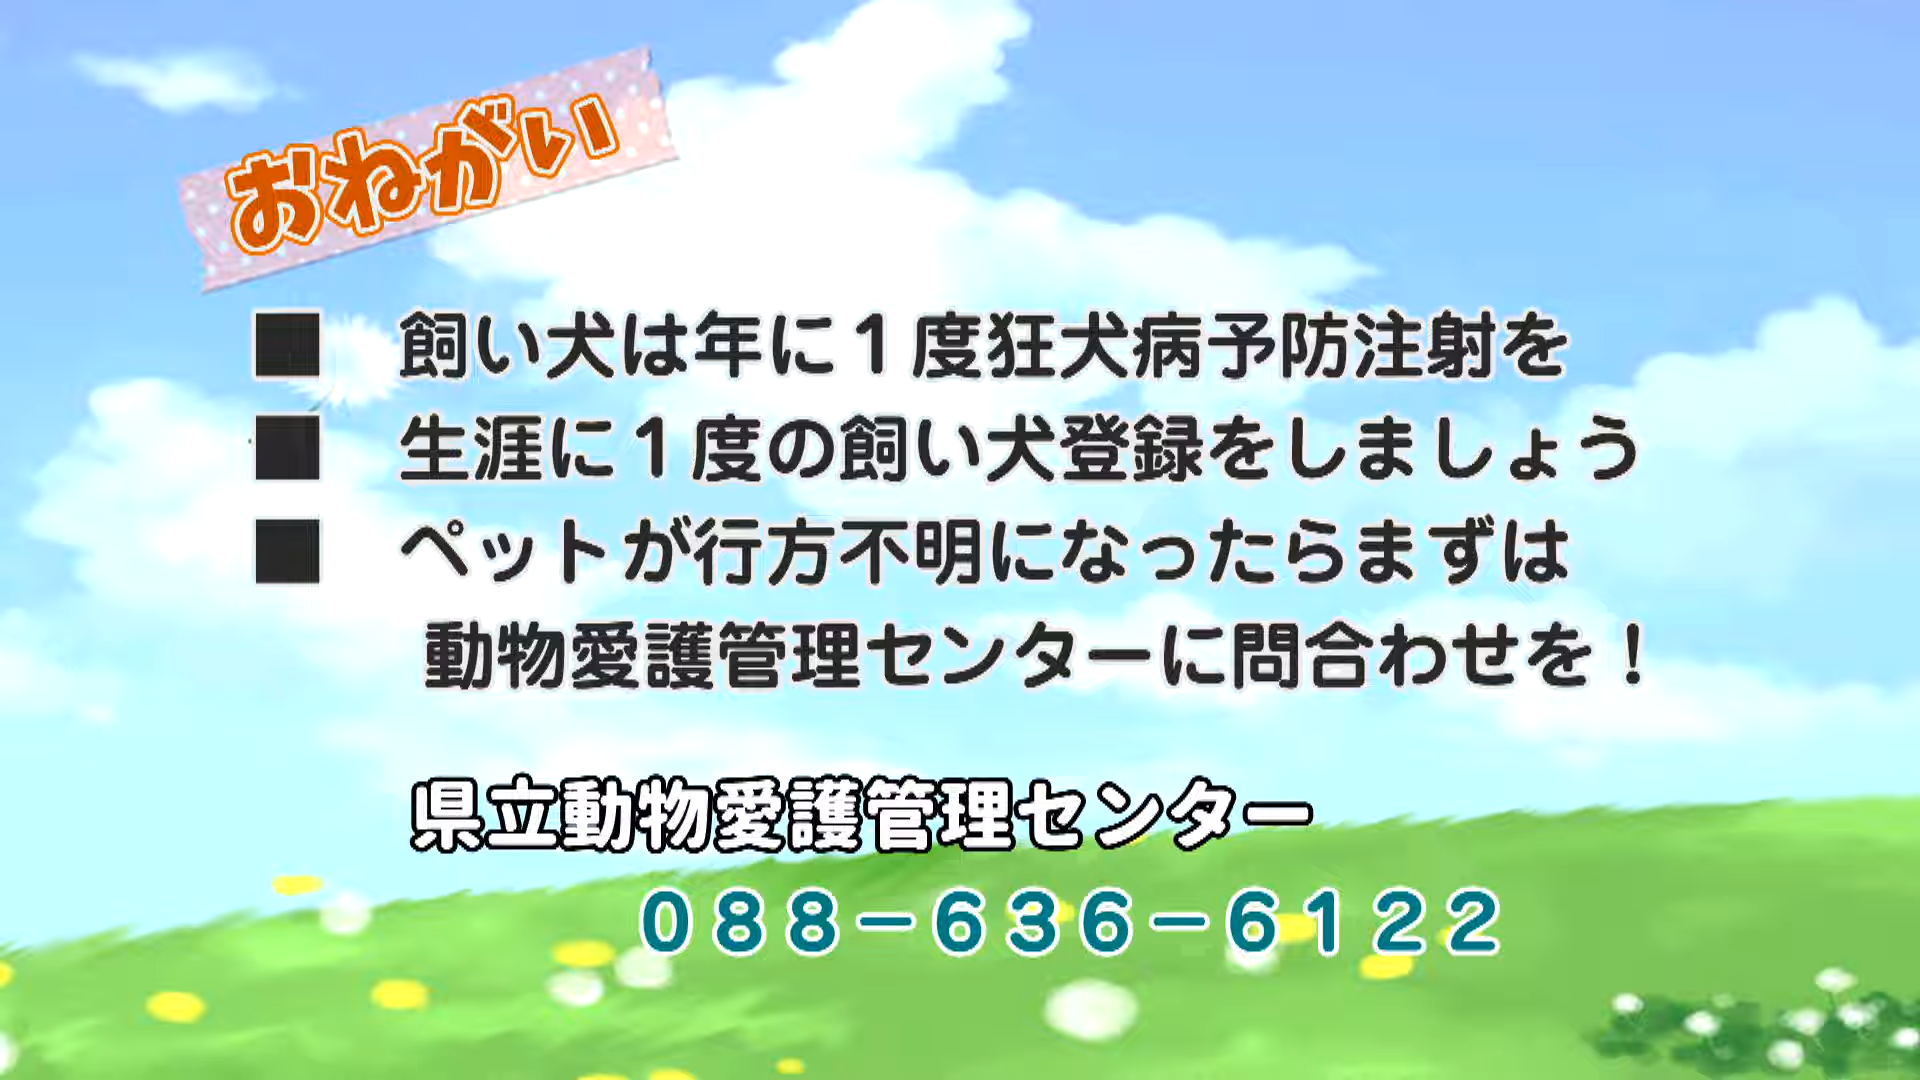 おねがい
■ 飼い犬は年に１度狂犬病予防注射を
■ 生涯に１度の飼い犬登録をしましょう
■ ペットが行方不明になったらまずは
動物愛護管理センターに問合わせを！
県立動物愛護管理センター
０８８－６３６－６１２２